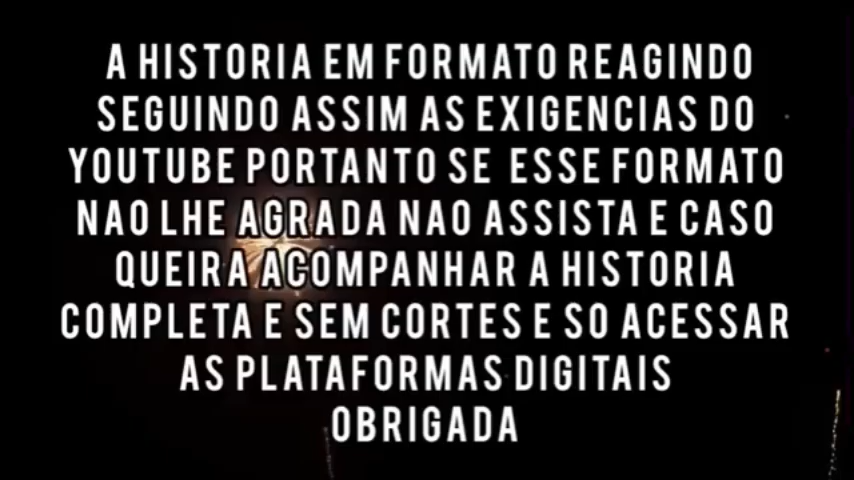 A HISTORIA EM FORMATO REAGINDO
SEGUINDO ASSIM AS EXIGENCIAS DO
YOUTUBE PORTANTO SE ESSE FORMATO
NAO LHE AGRADA NAO ASSISTA E CASO
QUEIRA ACOMPANHAR A HISTORIA
COMPLETA E SEM CORTES E SO ACESSAR
AS PLATAFORMAS DIGITAIS
OBRIGADA